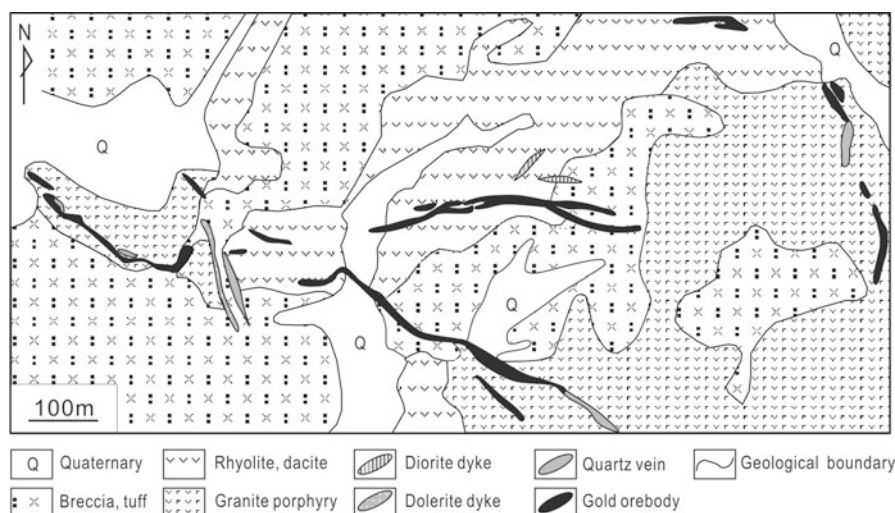 N
Q
Q
Q
Q
100m
Q Quaternary
Rhyolite, dacite
Diorite dyke
Quartz vein
Geological boundary
Breccia, tuff
Granite porphyry
Dolerite dyke
Gold orebody